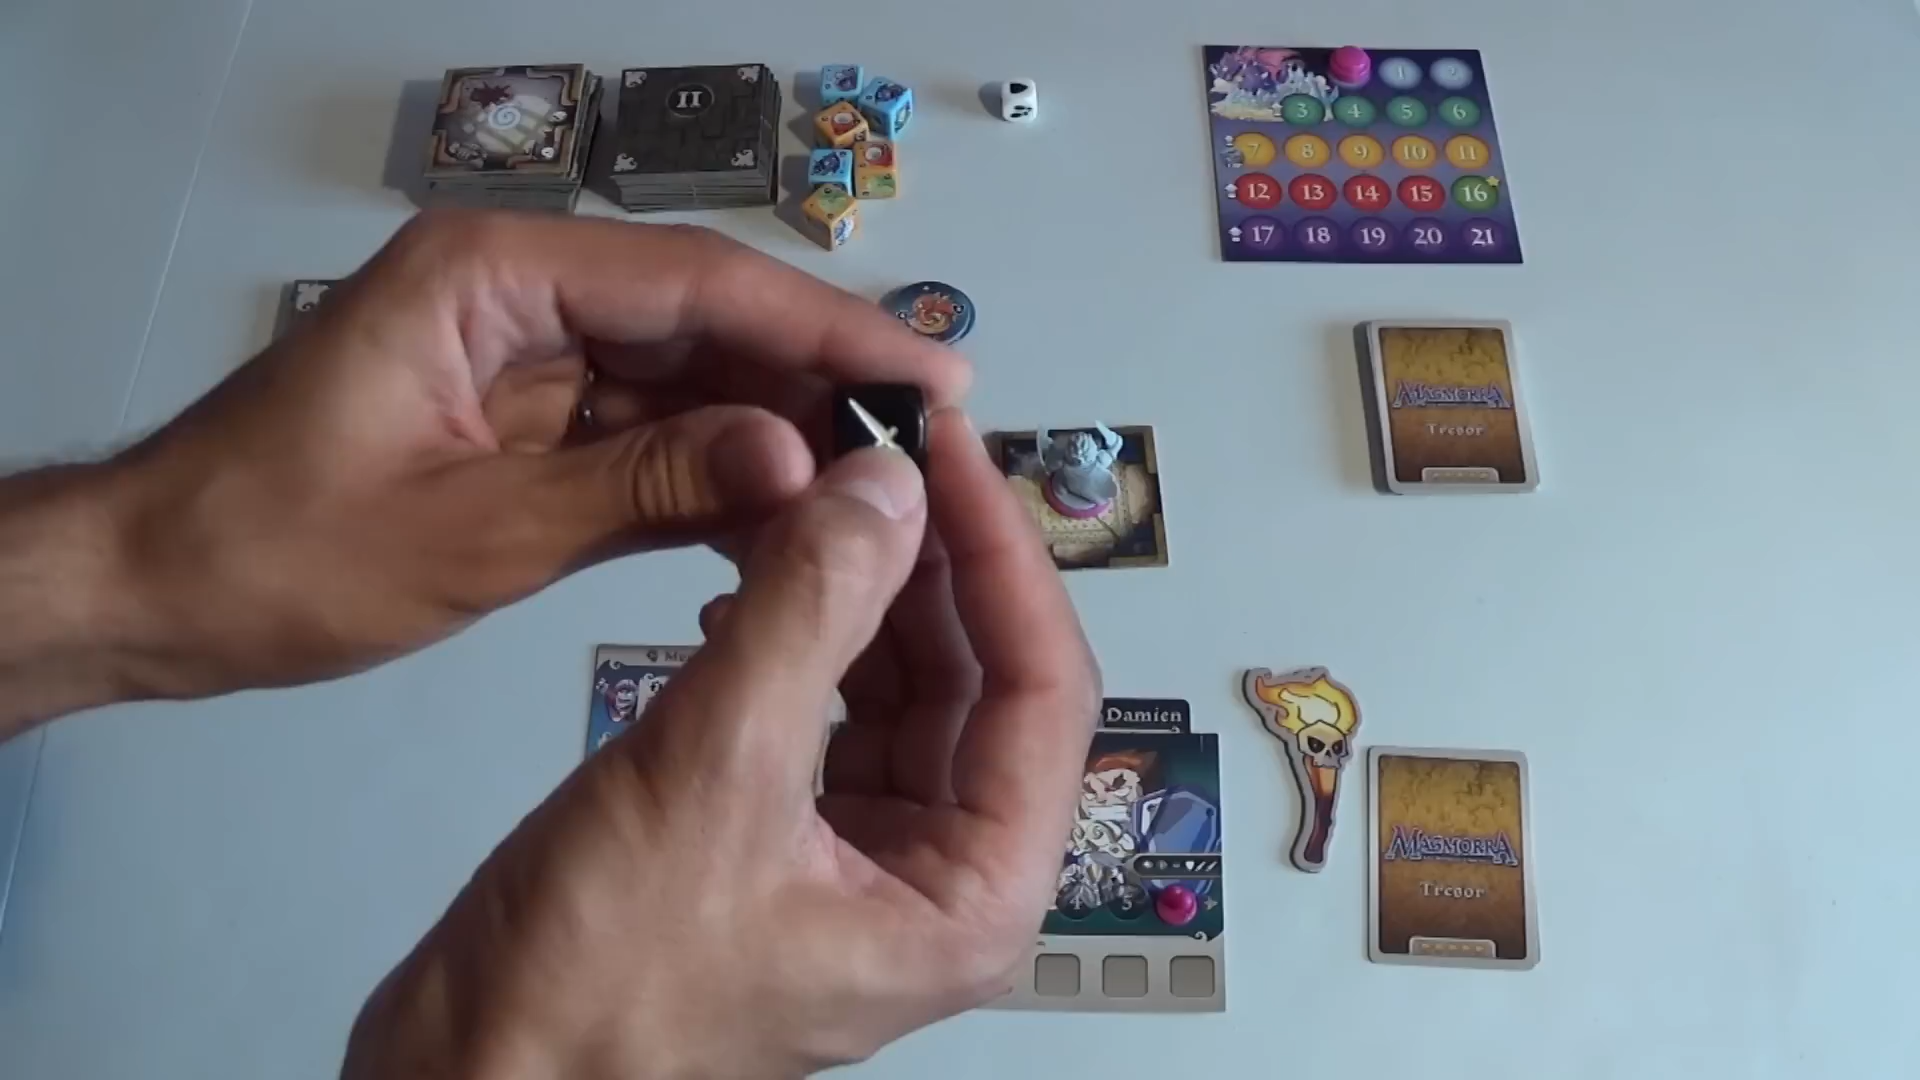 II
1 2
3 4 5 6
7 8 9 10 11
12 13 14 15 16
17 18 19 20 21
MAGMORRA
Tresor
Damien
4 5
MAGMORRA
Tresor